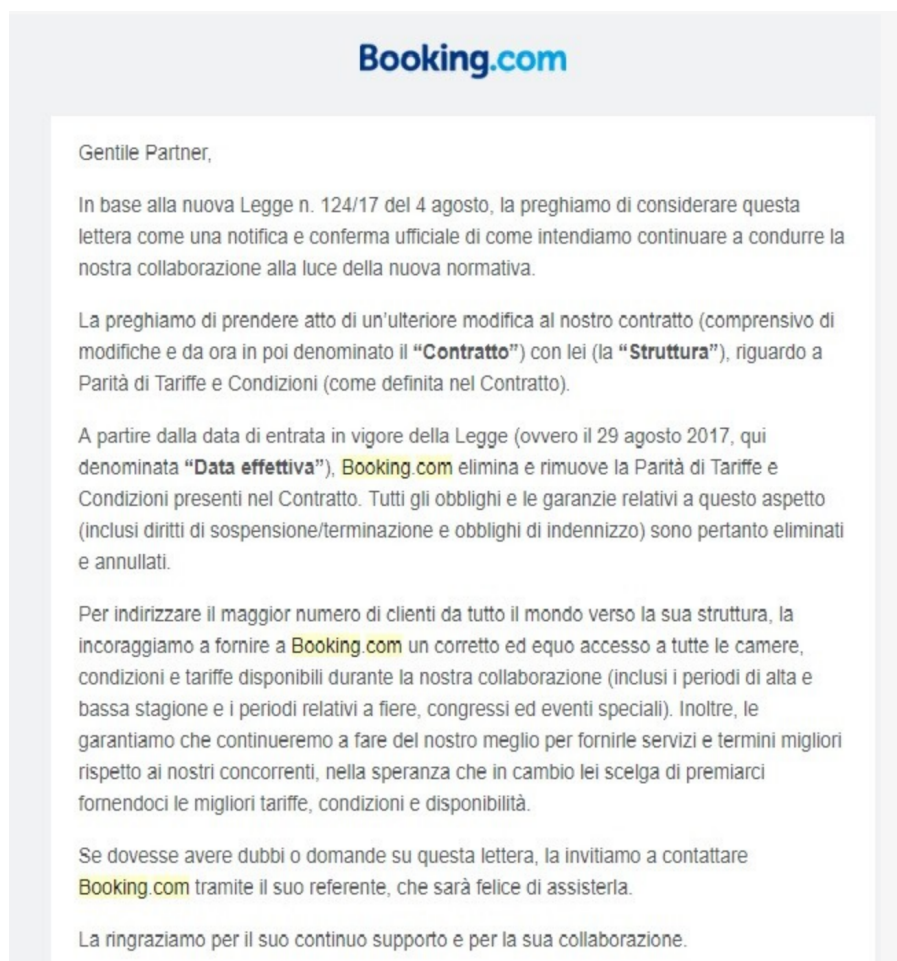 Booking.com
Gentile Partner,
In base alla nuova Legge n. 124/17 del 4 agosto, la preghiamo di considerare questa
lettera come una notifica e conferma ufficiale di come intendiamo continuare a condurre la
nostra collaborazione alla luce della nuova normativa.
La preghiamo di prendere atto di un'ulteriore modifica al nostro contratto (comprensivo di
modifiche e da ora in poi denominato il “Contratto”) con lei (la “Struttura”), riguardo a
Parità di Tariffe e Condizioni (come definita nel Contratto).
A partire dalla data di entrata in vigore della Legge (ovvero il 29 agosto 2017, qui
denominata “Data effettiva”), Booking.com elimina e rimuove la Parità di Tariffe e
Condizioni presenti nel Contratto. Tutti gli obblighi e le garanzie relativi a questo aspetto
(inclusi diritti di sospensione/terminazione e obblighi di indennizzo) sono pertanto eliminati
e annullati.
Per indirizzare il maggior numero di clienti da tutto il mondo verso la sua struttura, la
incoraggiamo a fornire a Booking.com un corretto ed equo accesso a tutte le camere,
condizioni e tariffe disponibili durante la nostra collaborazione (inclusi i periodi di alta e
bassa stagione e i periodi relativi a fiere, congressi ed eventi speciali). Inoltre, le
garantiamo che continueremo a fare del nostro meglio per fornirle servizi e termini migliori
rispetto ai nostri concorrenti, nella speranza che in cambio lei scelga di premiarci
fornendoci le migliori tariffe, condizioni e disponibilità.
Se dovesse avere dubbi o domande su questa lettera, la invitiamo a contattare
Booking.com tramite il suo referente, che sarà felice di assisterla.
La ringraziamo per il suo continuo supporto e per la sua collaborazione.